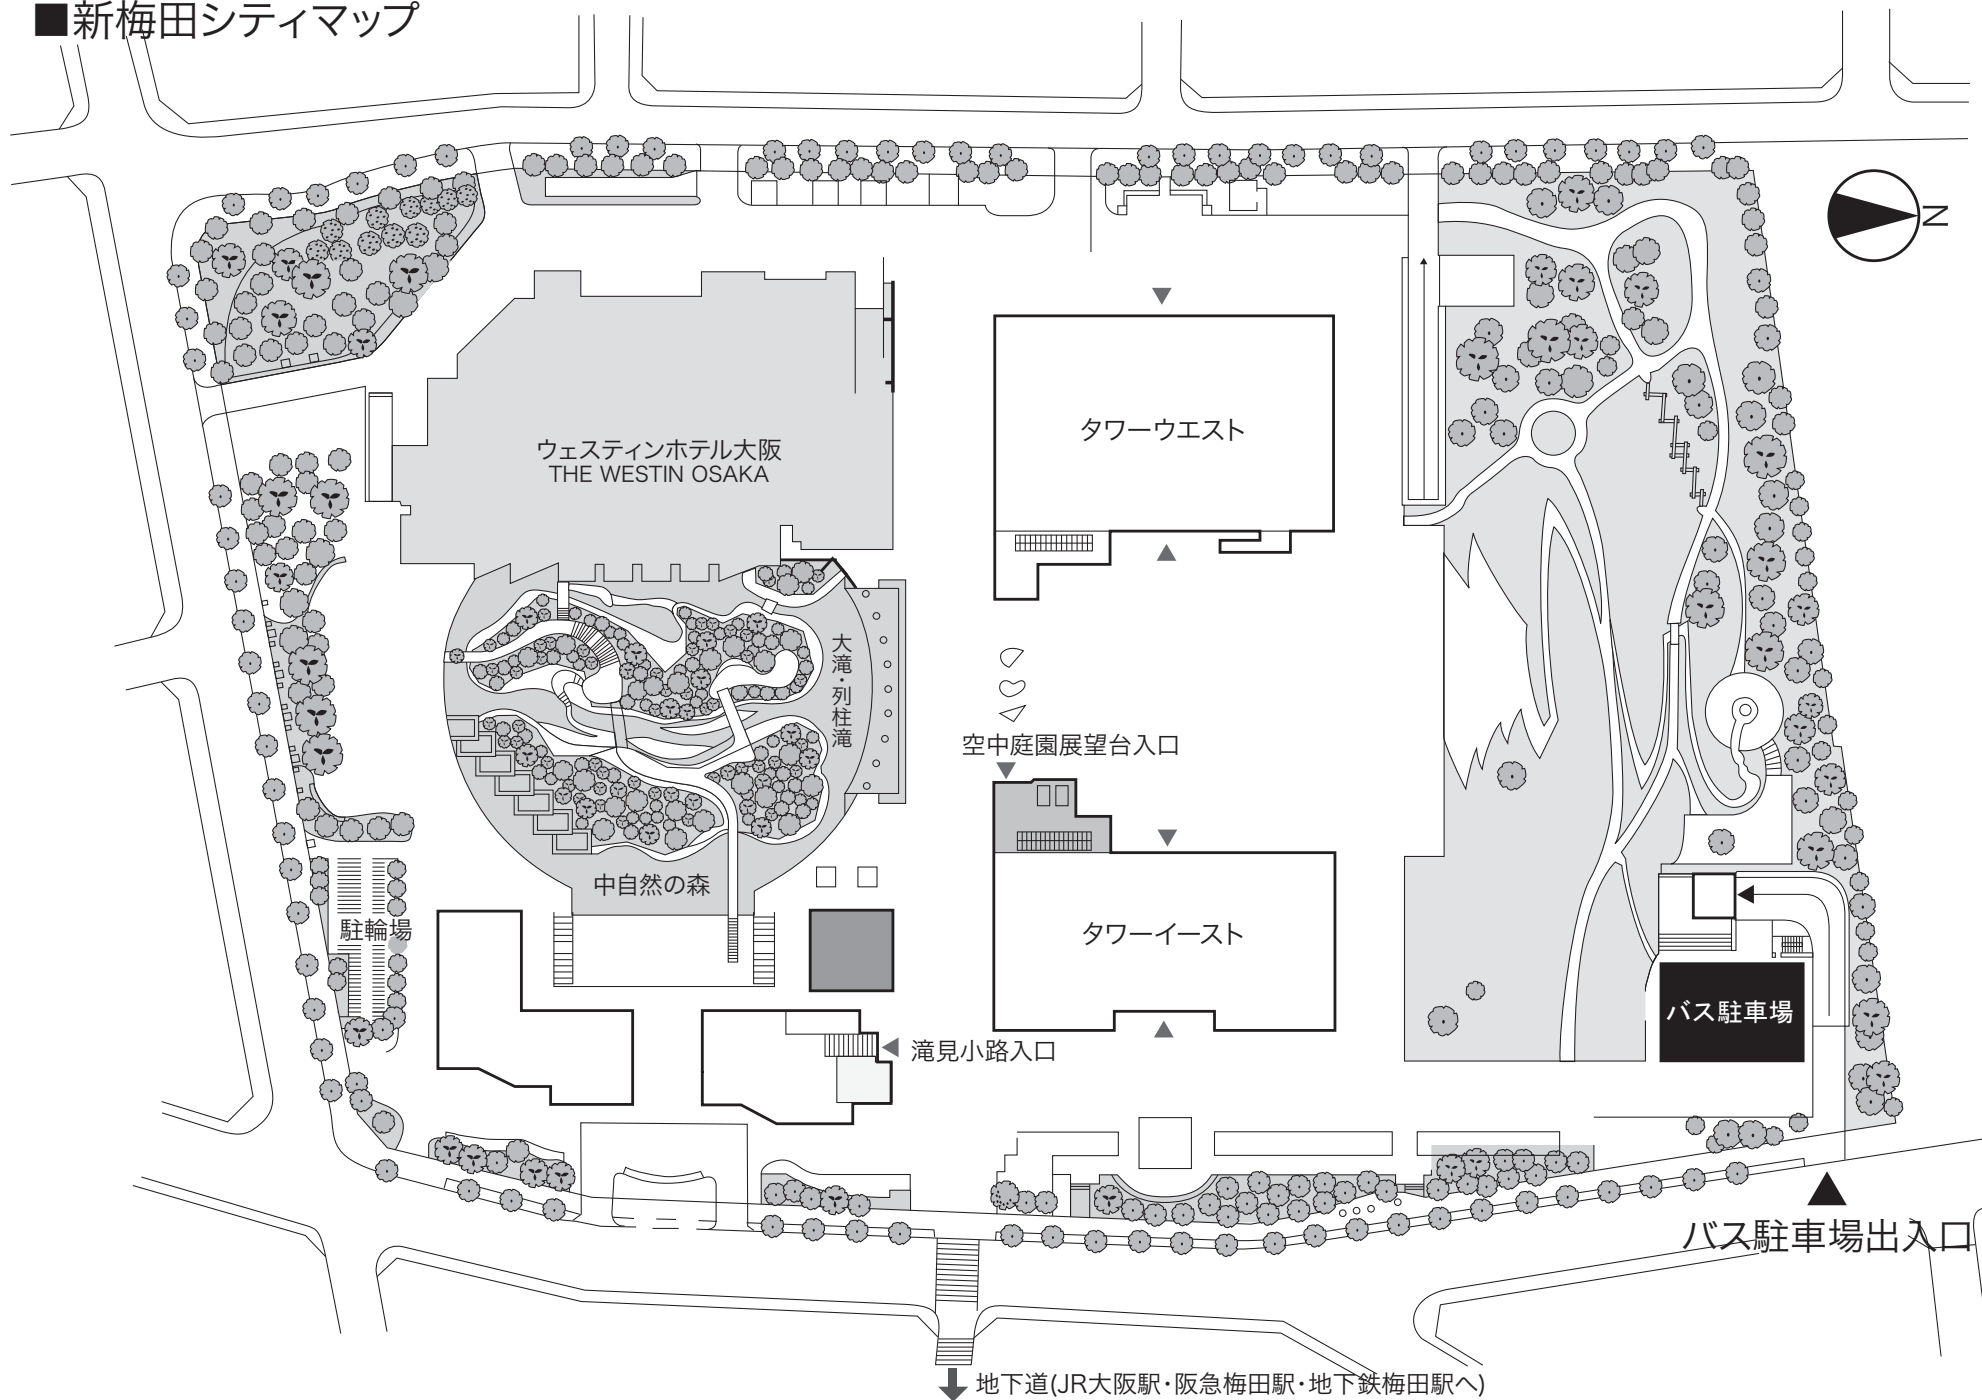 ■新梅田シティマップ
N
タワーウエスト
ウェスティンホテル大阪
THE WESTIN OSAKA
大滝・列柱滝
空中庭園展望台入口
中自然の森
駐輪場
タワーイースト
バス駐車場
滝見小路入口
バス駐車場出入口
地下道(JR大阪駅・阪急梅田駅・地下鉄梅田駅へ)